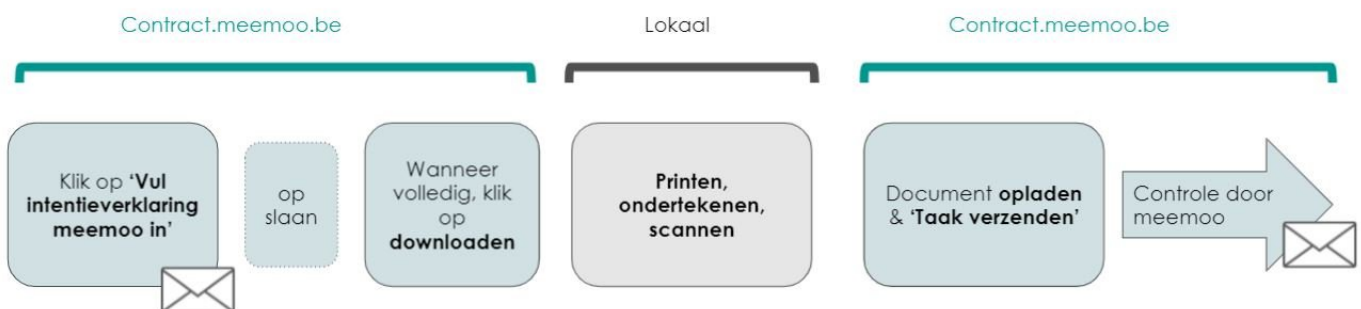 Contract.meemoo.be
Lokaal
Contract.meemoo.be
Klik op ‘Vul
intentieverklaring
meemoo in’
op
slaan
Wanneer
volledig, klik
op
downloaden
Printen,
ondertekenen,
scannen
Document opladen
& ‘Taak verzenden’
Controle door
meemoo